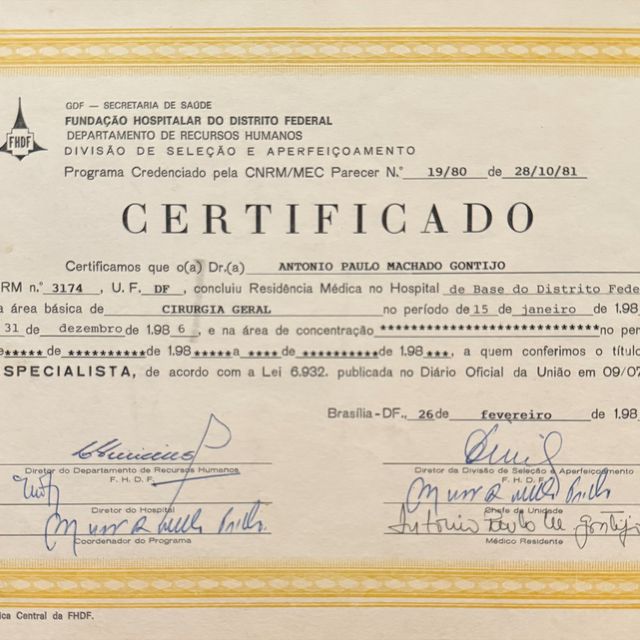 GDF — SECRETARIA DE SAÚDE
FUNDAÇÃO HOSPITALAR DO DISTRITO FEDERAL
DEPARTAMENTO DE RECURSOS HUMANOS
DIVISÃO DE SELEÇÃO E APERFEIÇOAMENTO
FHDF
Programa Credenciado pela CNRM/MEC Parecer N.° 19/80 de 28/10/81
CERTIFICADO
Certificamos que o(a) Dr.(a) ANTONIO PAULO MACHADO GONTIJO
RM n.° 3174, U.F. DF, concluiu Residência Médica no Hospital de Base do Distrito Fede
a área básica de CIRURGIA GERAL no período de 15 de janeiro de 1.98
31 de dezembro de 1.98 6, e na área de concentração ****************************no per
e***** de **********de 1.98 *****a **** de **********de 1.98 ***, a quem conferimos o título
SPECIALISTA, de acordo com a Lei 6.932. publicada no Diário Oficial da União em 09/07
Brasília-DF., 26 de fevereiro de 1.98
Diretor do Departamento de Recursos Humanos
F. H. D. F.
Diretor da Divisão de Seleção e Aperfeiçoamento
F. H. D. F.
Diretor do Hospital
Chefe da Unidade
Antonio Paulo M Gontijo
Coordenador do Programa
Médico Residente
ica Central da FHDF.